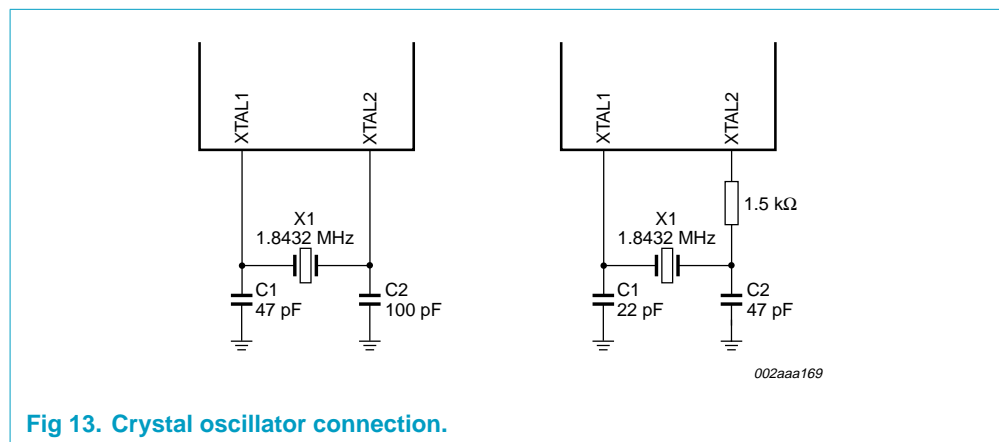 XTAL1
XTAL2
X1
1.8432 MHz
C1
47 pF
C2
100 pF
XTAL1
XTAL2
1.5 kΩ
X1
1.8432 MHz
C1
22 pF
C2
47 pF
002aaa169
Fig 13. Crystal oscillator connection.